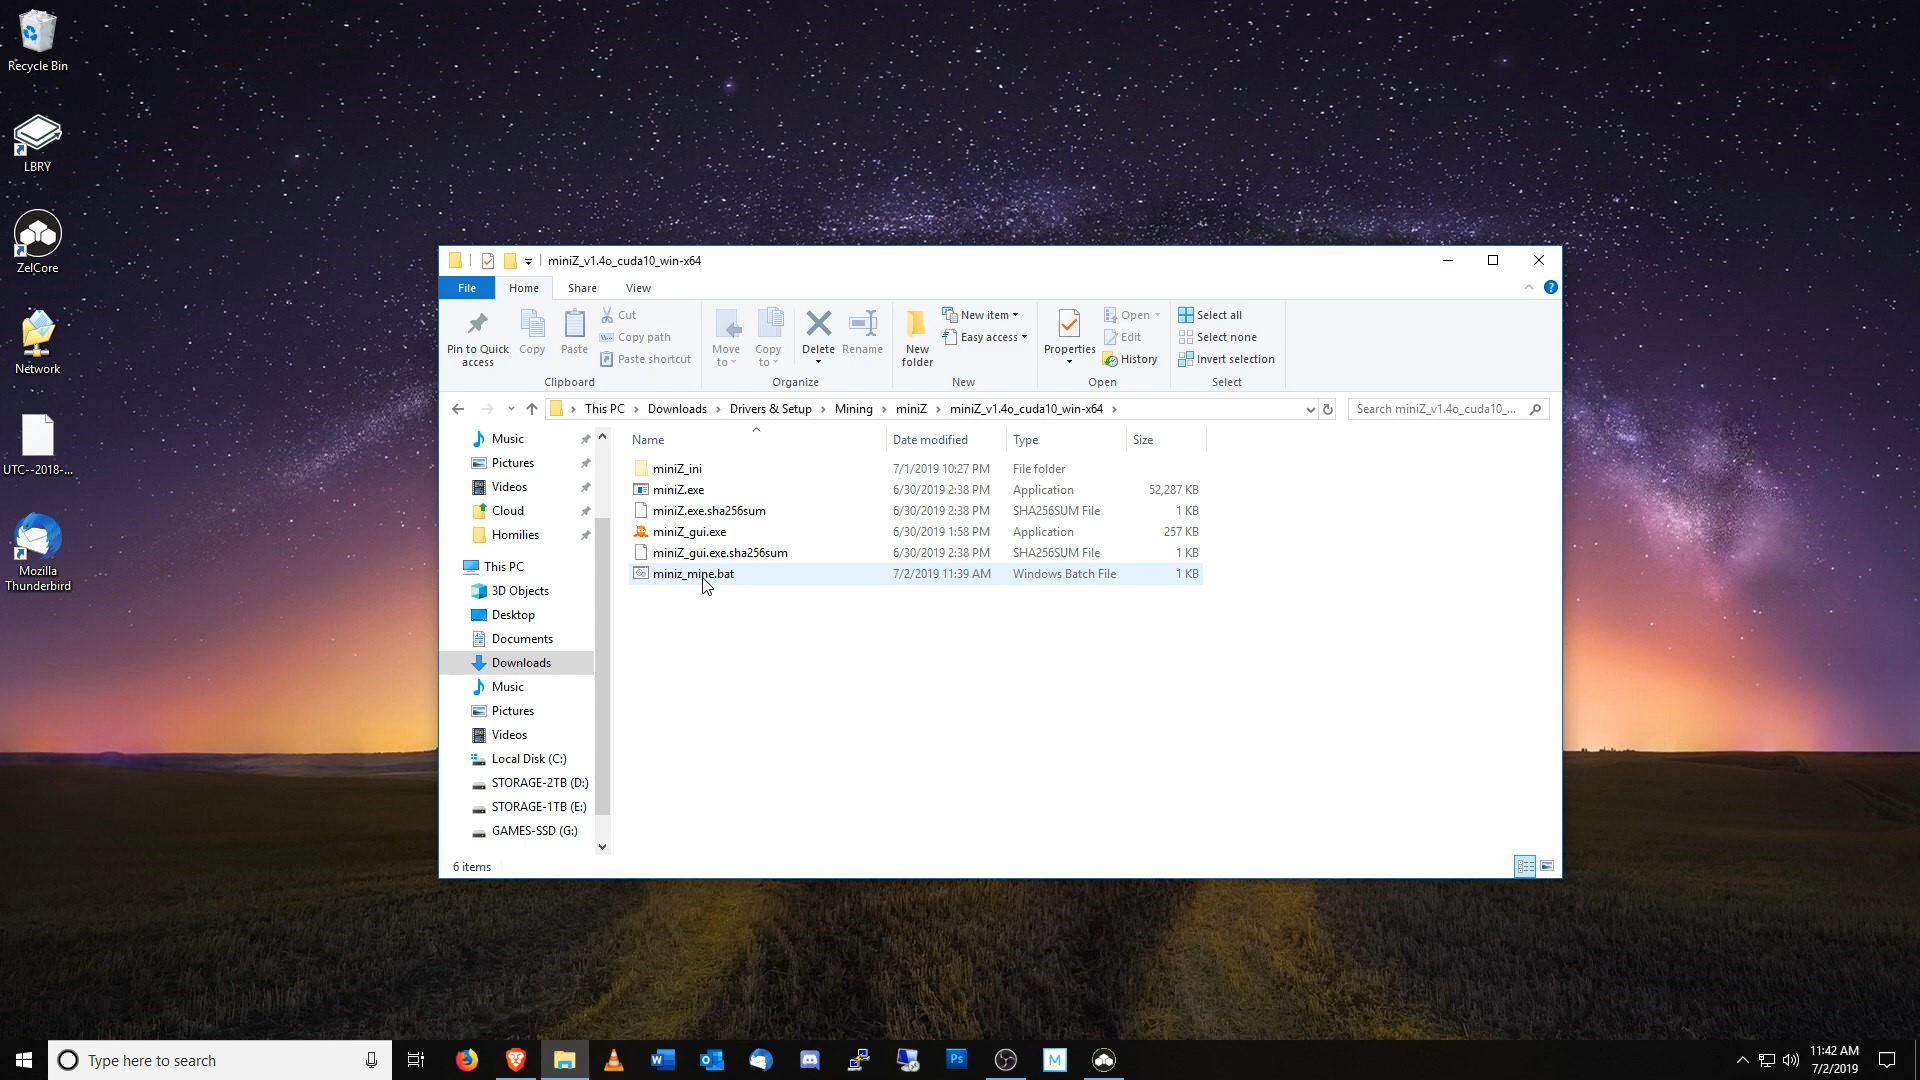 Recycle Bin
LBRY
ZelCore
Network
UTC--2018-...
Mozilla
Thunderbird
miniZ_v1.4o_cuda10_win-x64
File Home Share View
Pin to Quick access
Copy
Paste
Cut
Copy path
Paste shortcut
Clipboard
Move to
Copy to
Delete
Rename
Organize
New folder
New item
Easy access
New
Properties
Open
Edit
History
Open
Select all
Select none
Invert selection
Select
This PC > Downloads > Drivers & Setup > Mining > miniZ > miniZ_v1.4o_cuda10_win-x64 >
Search miniZ_v1.4o_cuda10_...
Music
Pictures
Videos
Cloud
Homilies
This PC
3D Objects
Desktop
Documents
Downloads
Music
Pictures
Videos
Local Disk (C:)
STORAGE-2TB (D:)
STORAGE-1TB (E:)
GAMES-SSD (G:)
Name Date modified Type Size
miniZ_ini 7/1/2019 10:27 PM File folder
miniZ.exe 6/30/2019 2:38 PM Application 52,287 KB
miniZ.exe.sha256sum 6/30/2019 2:38 PM SHA256SUM File 1 KB
miniZ_gui.exe 6/30/2019 1:58 PM Application 257 KB
miniZ_gui.exe.sha256sum 6/30/2019 2:38 PM SHA256SUM File 1 KB
miniz_mine.bat 7/2/2019 11:39 AM Windows Batch File 1 KB
6 items
Type here to search
Ps
M
11:42 AM
7/2/2019